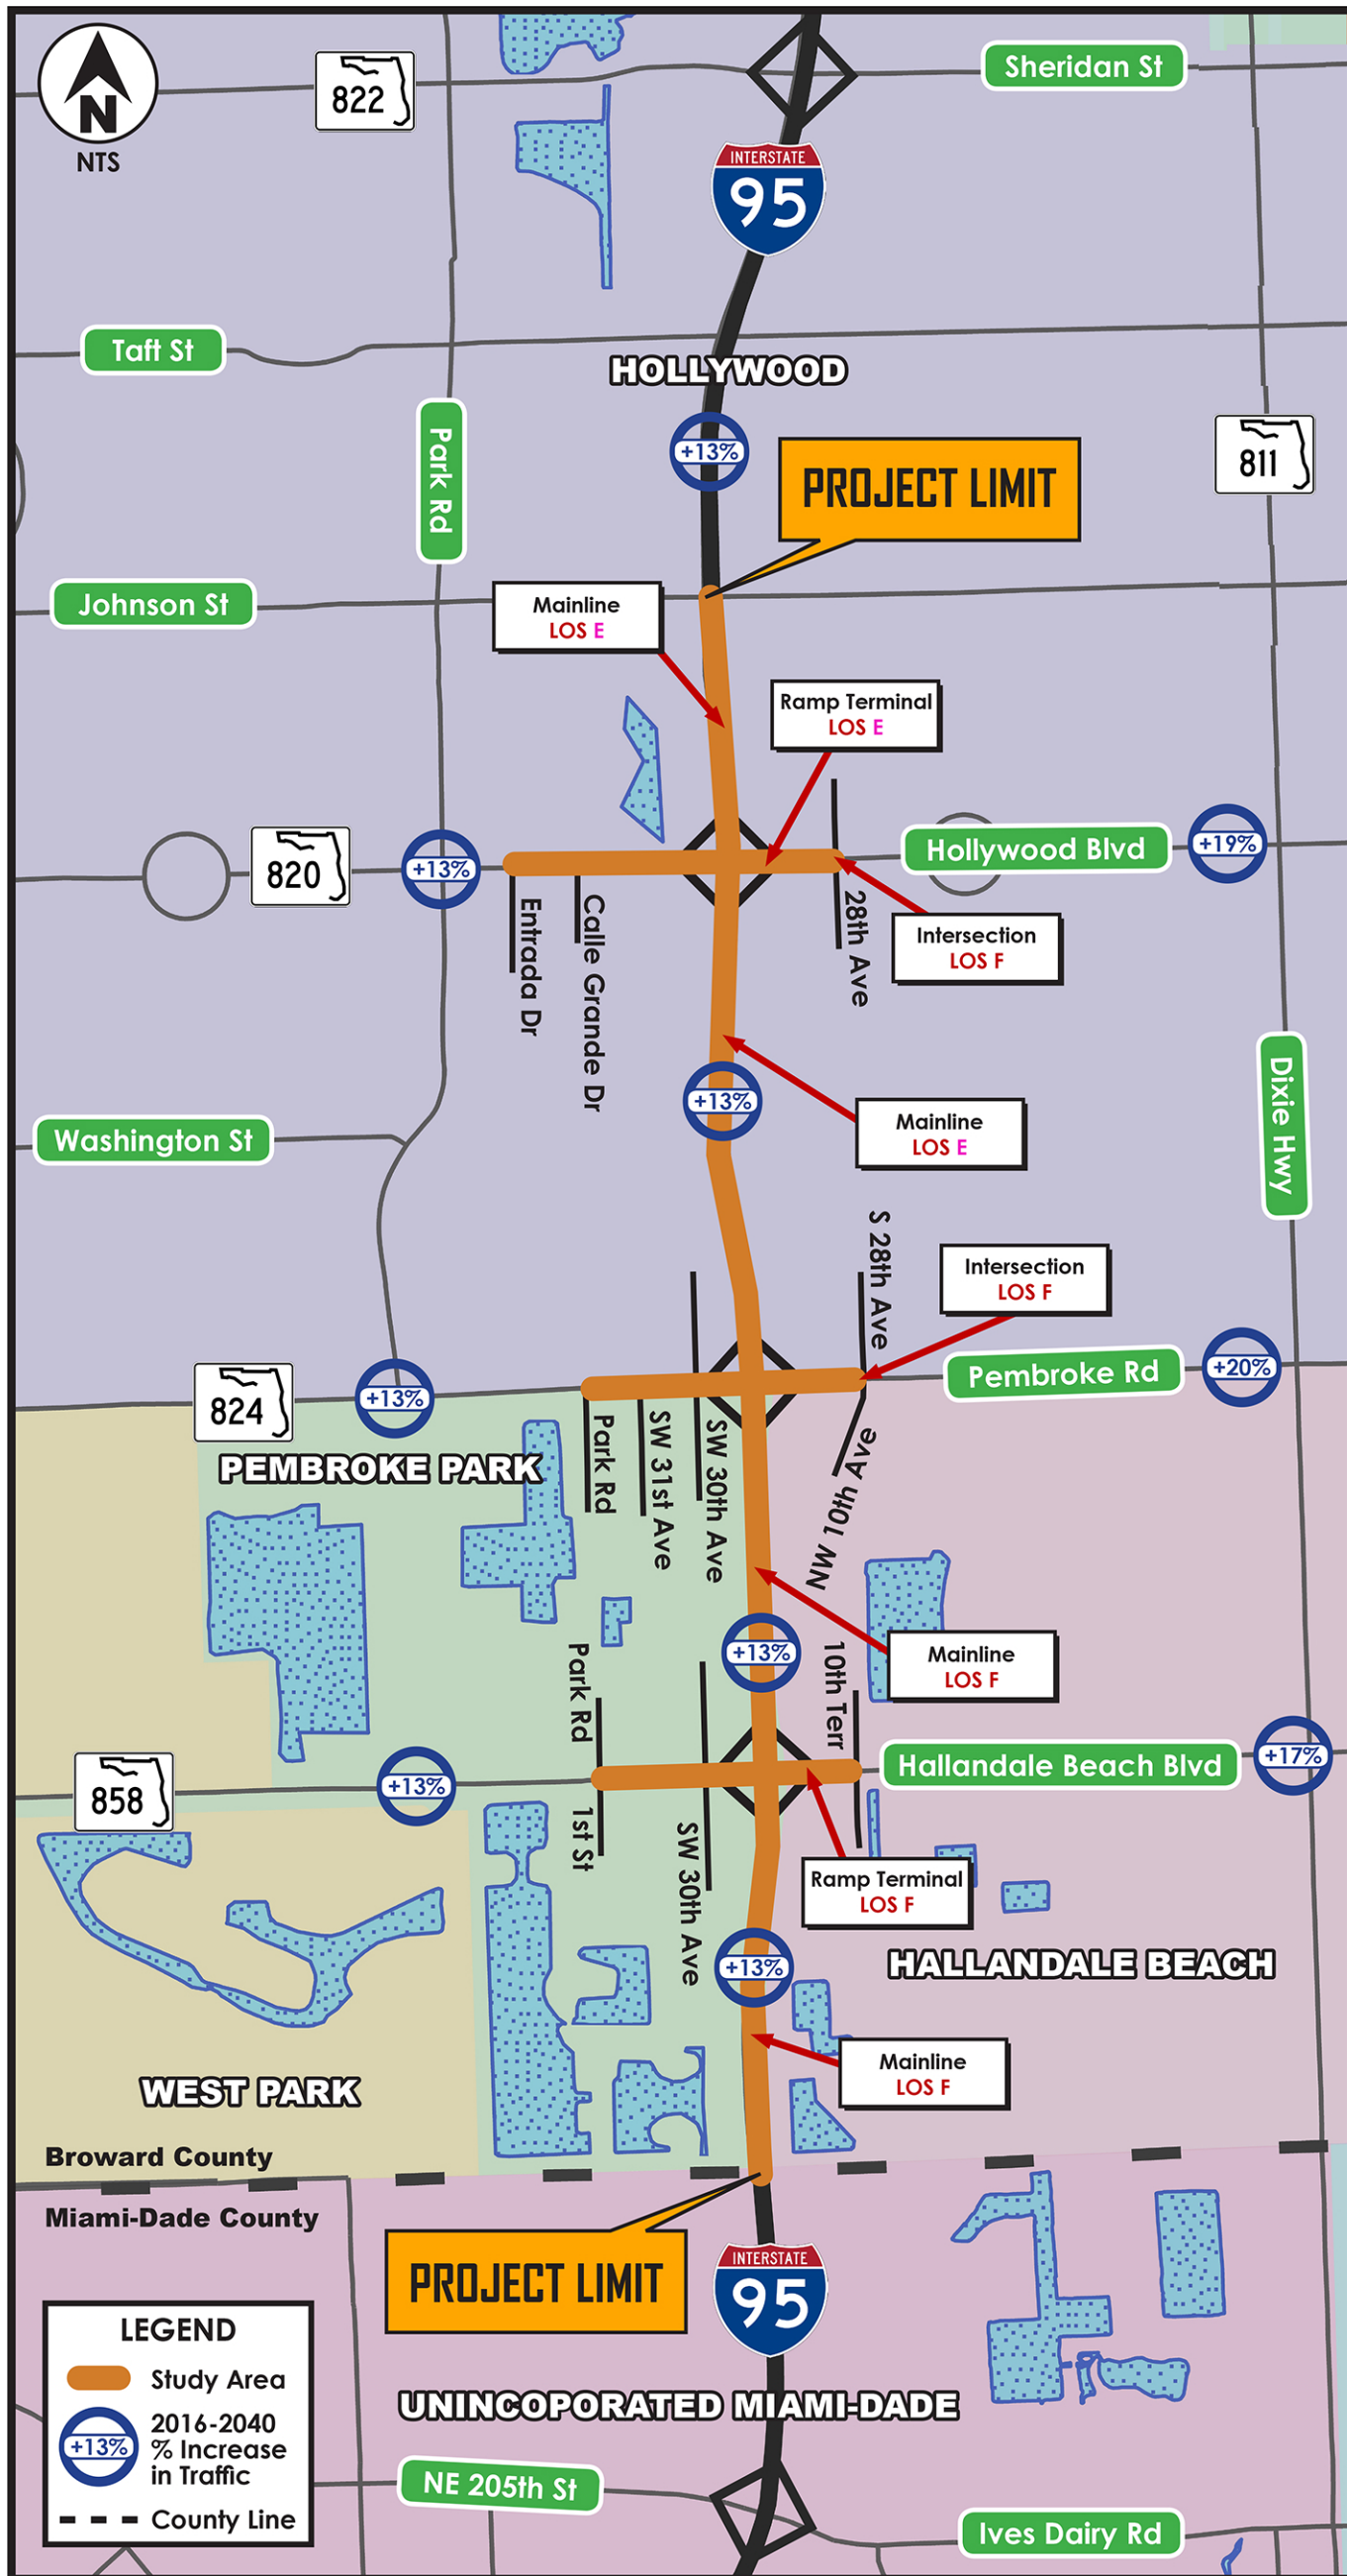 Sheridan St
822
N
NTS
INTERSTATE
95
Taft St
HOLLYWOOD
Park Rd
+13%
811
PROJECT LIMIT
Johnson St
Mainline
LOS E
Ramp Terminal
LOS E
820
+13%
Hollywood Blvd
+19%
Entrada Dr
Calle Grande Dr
28th Ave
Intersection
LOS F
Dixie Hwy
+13%
Mainline
LOS E
Washington St
S 28th Ave
Intersection
LOS F
824
+13%
Pembroke Rd
+20%
PEMBROKE PARK
Park Rd
SW 31st Ave
SW 30th Ave
NW 10th Ave
+13%
Mainline
LOS F
Park Rd
10th Terr
858
+13%
Hallandale Beach Blvd
+17%
1st St
SW 30th Ave
Ramp Terminal
LOS F
+13%
HALLANDALE BEACH
Mainline
LOS F
WEST PARK
Broward County
Miami-Dade County
PROJECT LIMIT
INTERSTATE
95
LEGEND
Study Area
+13%
2016-2040
% Increase
in Traffic
County Line
UNINCOPORATED MIAMI-DADE
NE 205th St
Ives Dairy Rd